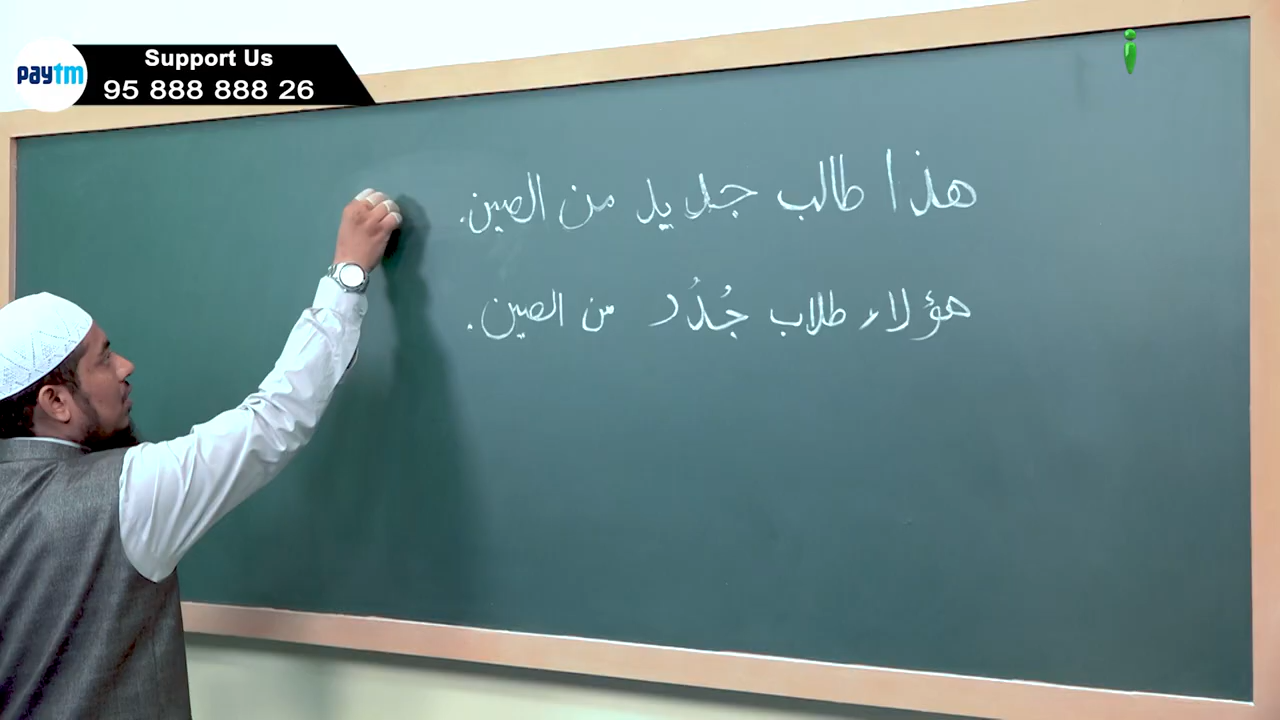 Support Us
paytm
95 888 888 26
هذا طالب جديد من الصين.
هؤلاء طلاب جُدُد من الصين.